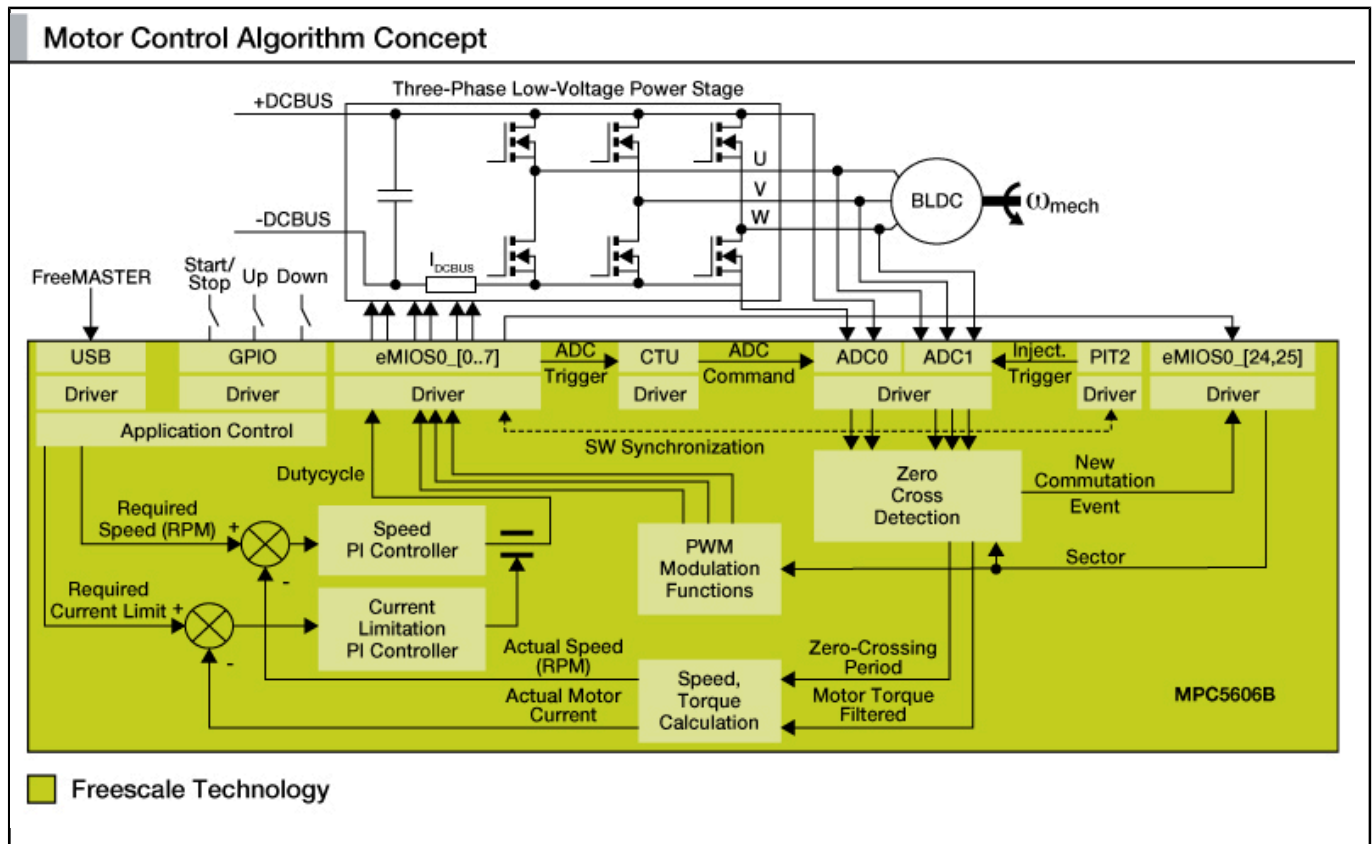 Motor Control Algorithm Concept
Three-Phase Low-Voltage Power Stage
+DCBUS
U
V
W
BLDC
ωmech
-DCBUS
IDCBUS
FreeMASTER
Start/
Stop
Up
Down
USB
GPIO
eMIOS0_[0..7]
ADC
Trigger
CTU
ADC
Command
ADC0
ADC1
Inject.
Trigger
PIT2
eMIOS0_[24,25]
Driver
Driver
Driver
Driver
Driver
Driver
Driver
Application Control
SW Synchronization
Dutycycle
Zero
Cross
Detection
New
Commutation
Event
Required
Speed (RPM)
+
-
Speed
PI Controller
PWM
Modulation
Functions
Sector
Required
Current Limit
+
-
Current
Limitation
PI Controller
Actual Speed
(RPM)
Actual Motor
Current
Speed,
Torque
Calculation
Zero-Crossing
Period
Motor Torque
Filtered
MPC5606B
Freescale Technology